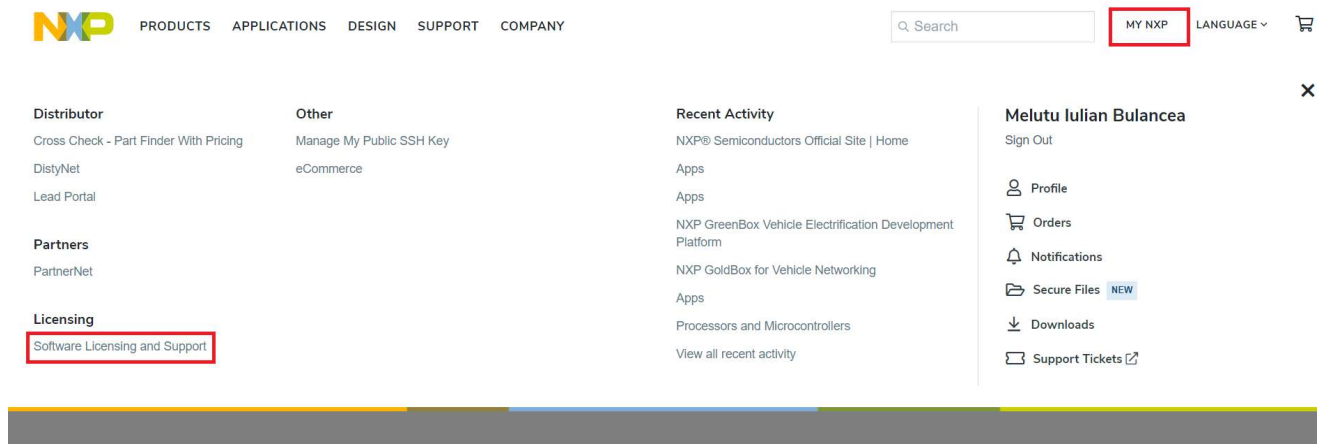 NXP PRODUCTS APPLICATIONS DESIGN SUPPORT COMPANY Search MY NXP LANGUAGE
Distributor
Cross Check - Part Finder With Pricing
DistyNet
Lead Portal
Partners
PartnerNet
Licensing
Software Licensing and Support
Other
Manage My Public SSH Key
eCommerce
Recent Activity
NXP® Semiconductors Official Site | Home
Apps
Apps
NXP GreenBox Vehicle Electrification Development
Platform
NXP GoldBox for Vehicle Networking
Apps
Processors and Microcontrollers
View all recent activity
Melutu Iulian Bulancea
Sign Out
Profile
Orders
Notifications
Secure Files NEW
Downloads
Support Tickets